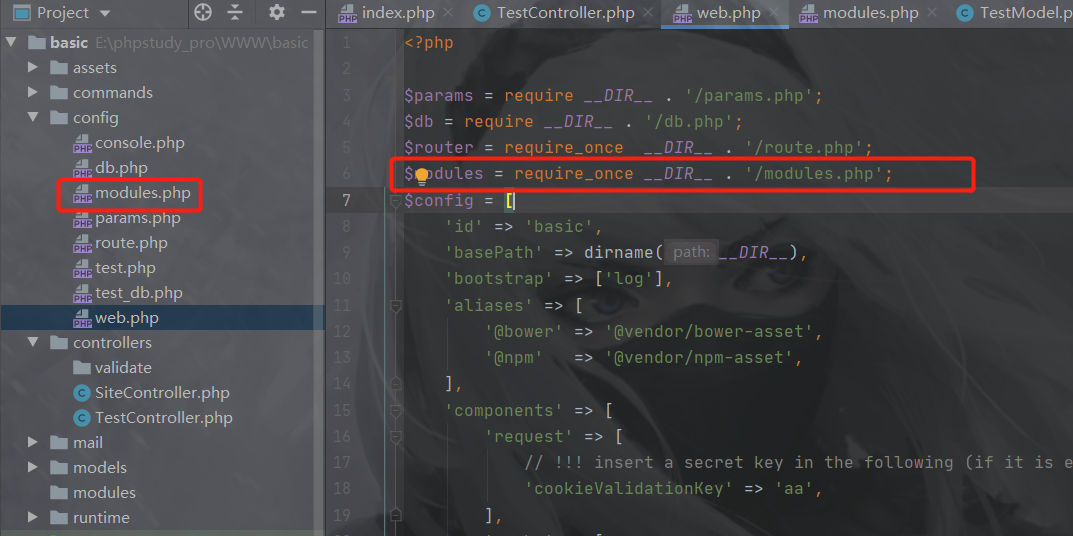 Project
basic E:\phpstudy_pro\WWW\basic
assets
commands
config
console.php
db.php
modules.php
params.php
route.php
test.php
test_db.php
web.php
controllers
validate
SiteController.php
TestController.php
mail
models
modules
runtime
index.php TestController.php web.php modules.php TestModel.p
1 <?php
2
3 $params = require __DIR__ . '/params.php';
4 $db = require __DIR__ . '/db.php';
5 $router = require_once __DIR__ . '/route.php';
6 $modules = require_once __DIR__ . '/modules.php';
7 $config = [
8 'id' => 'basic',
9 'basePath' => dirname( path: __DIR__),
10 'bootstrap' => ['log'],
11 'aliases' => [
12 '@bower' => '@vendor/bower-asset',
13 '@npm' => '@vendor/npm-asset',
14 ],
15 'components' => [
16 'request' => [
17 // !!! insert a secret key in the following (if it is e
18 'cookieValidationKey' => 'aa',
19 ],